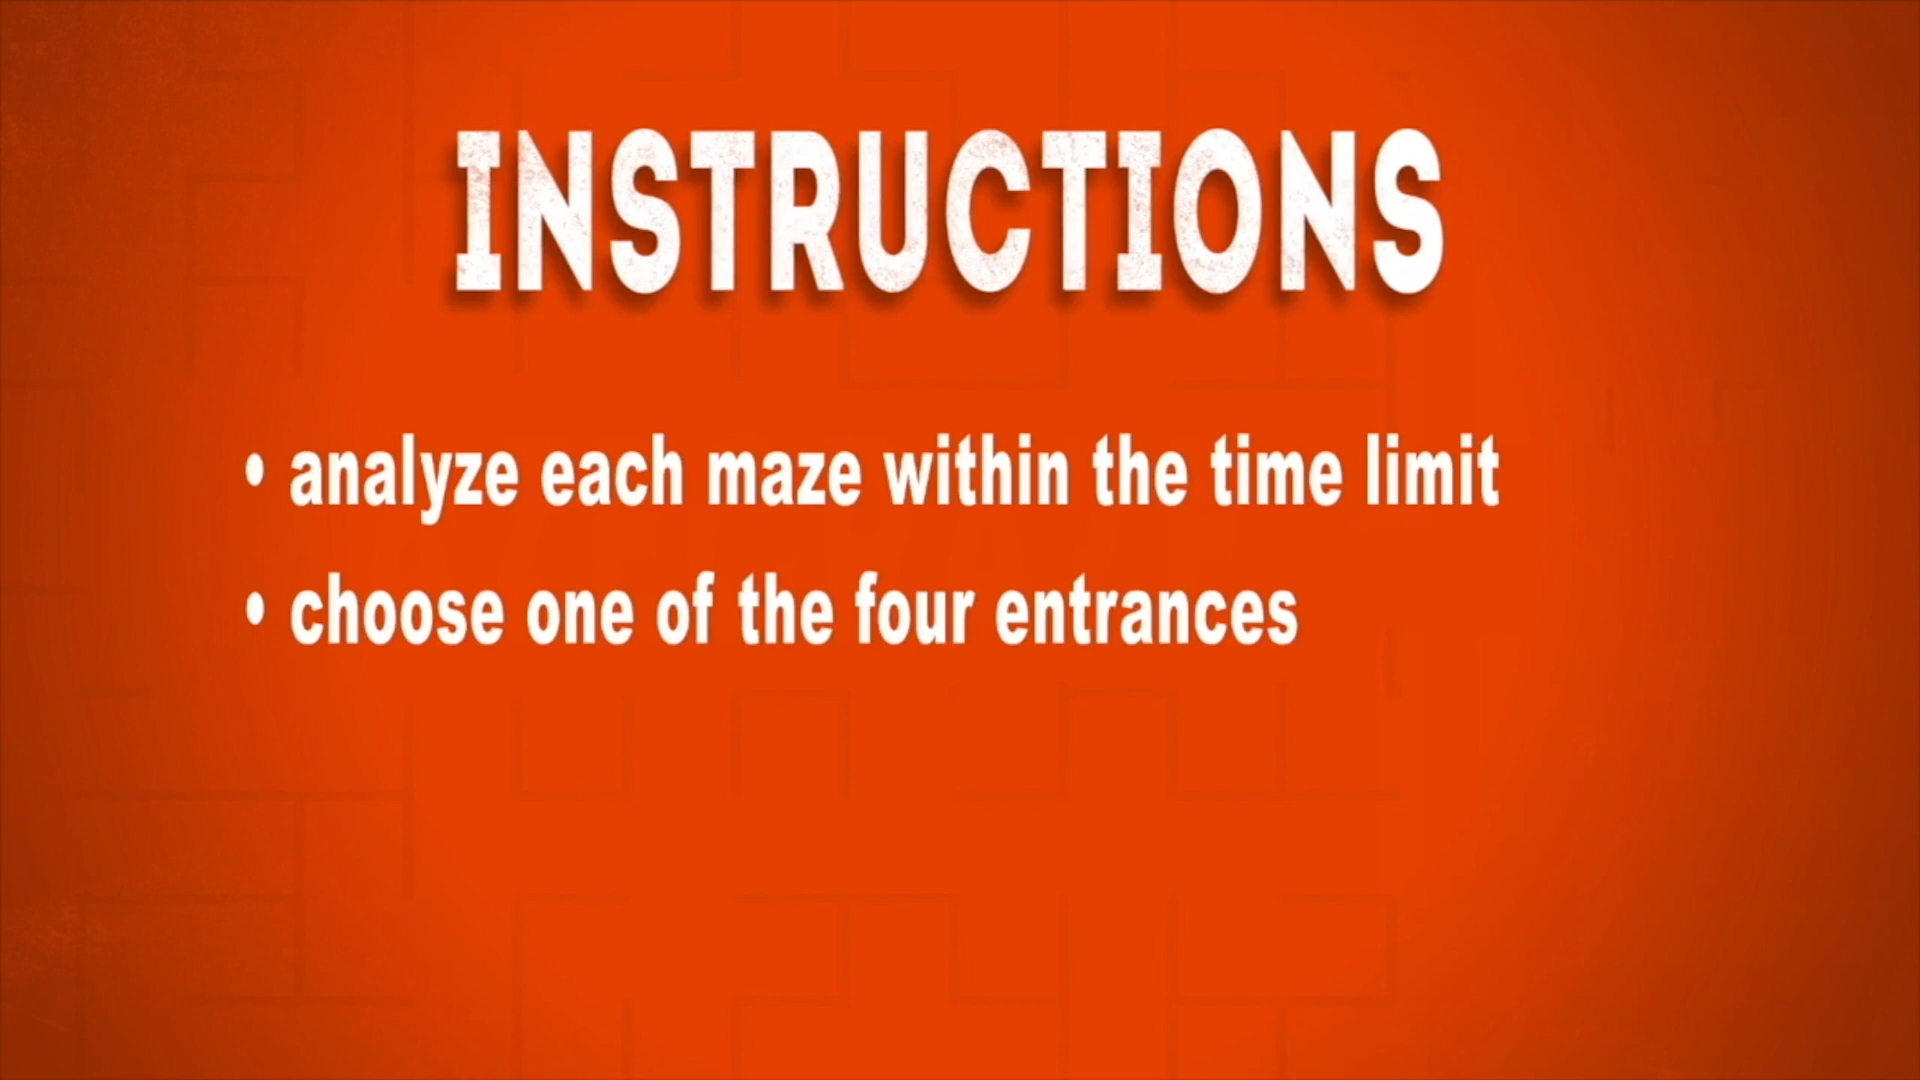 INSTRUCTIONS
• analyze each maze within the time limit
• choose one of the four entrances